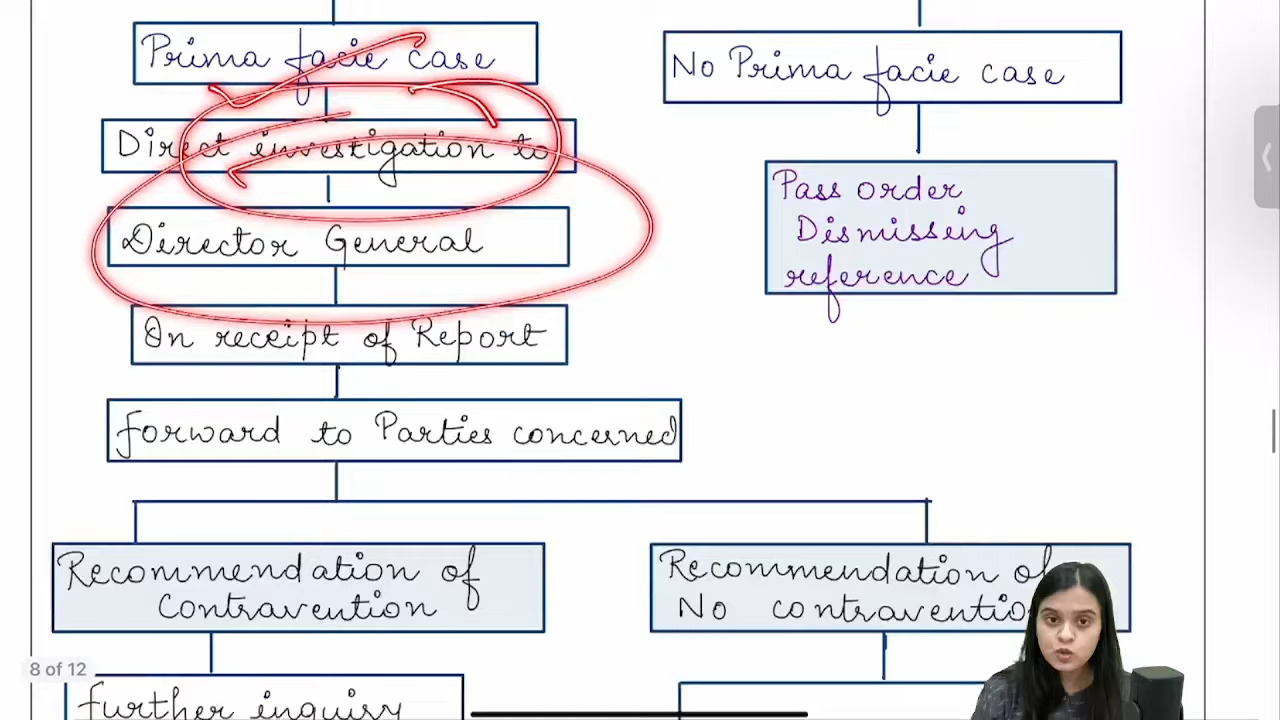 Prima facie case
No Prima facie case
Direct investigation to
Pass order
Dismissing
reference
Director General
On receipt of Report
forward to Parties concerned
Recommendation of
Contravention
Recommendation of
No contravention
8 of 12
further inquiry